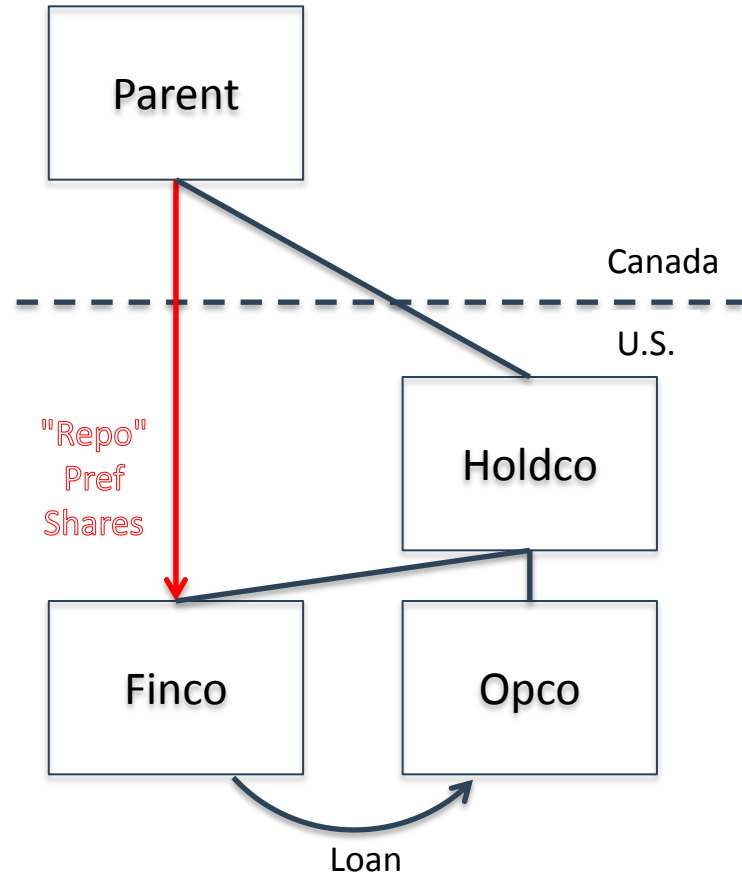 Parent
Canada
U.S.
"Repo"
Pref
Shares
Holdco
Finco
Opco
Loan